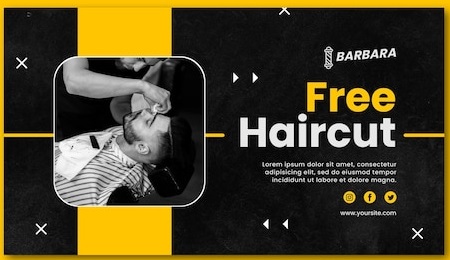 BARBARA
Free
Haircut
Lorem ipsum dolor sit amet, consectetur
adipisicing elit, sed do eiusmod tempor
incididunt ut labore et dolore magna
www.yoursite.com